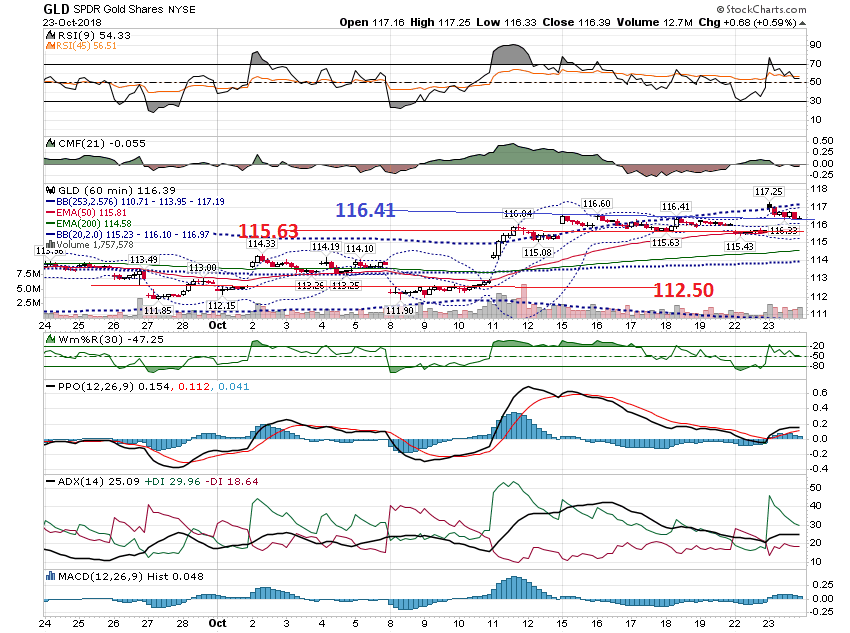 GLD SPDR Gold Shares NYSE © StockCharts.com
23-Oct-2018 Open 117.16 High 117.25 Low 116.33 Close 116.39 Volume 12.7M Chg +0.68 (+0.59%)
RSI(9) 54.33
RSI(45) 56.51
90
70
50
30
10
CMF(21) -0.055
0.50
0.25
0.00
-0.25
GLD (60 min) 116.39
BB(253,2.576) 110.71 - 113.95 - 117.19
EMA(50) 115.81
EMA(200) 114.58
BB(20,2.0) 115.23 - 116.10 - 116.97
Volume 1,757,578
118
117
116
115
114
113
112
111
7.5M
5.0M
2.5M
116.41
115.63
112.50
113.49
111.85
113.00
112.15
114.33
113.26
114.19
113.25
114.10
111.90
116.04
115.08
116.60
115.63
116.41
115.43
117.25
116.33
24 25 26 27 28 Oct 2 3 4 5 8 9 10 11 12 15 16 17 18 19 22 23
Wm%R(30) -47.25
-20
-50
-80
PPO(12,26,9) 0.154, 0.112, 0.041
0.6
0.4
0.2
0.0
-0.2
-0.4
ADX(14) 25.09 +DI 29.96 -DI 18.64
50
40
30
20
10
MACD(12,26,9) Hist 0.048
0.25
0.00
-0.25
24 25 26 27 28 Oct 2 3 4 5 8 9 10 11 12 15 16 17 18 19 22 23